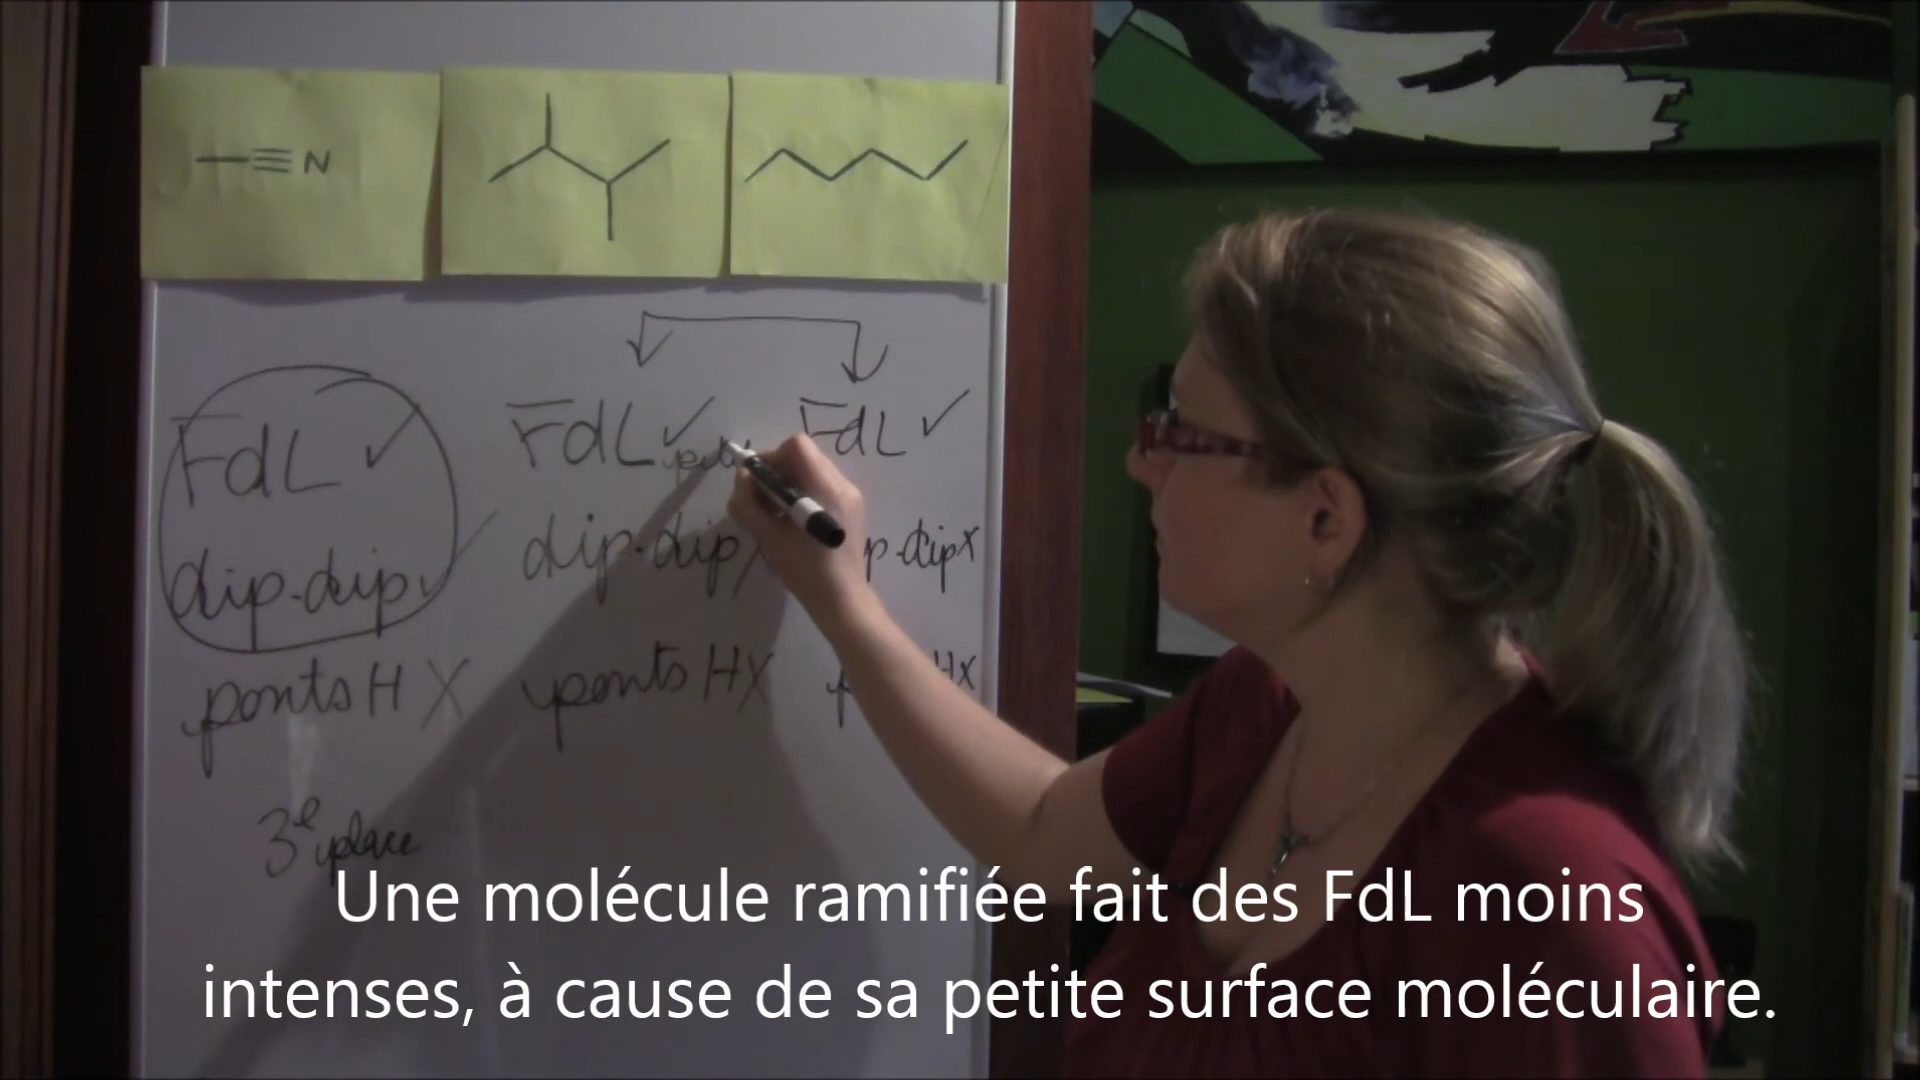 N
FdL ✓ FdL ✓ FdL ✓
dip-dip ✓ dip-dip X p-dip X
ponts H X ponts H X p HX
3e place
Une molécule ramifiée fait des FdL moins
intenses, à cause de sa petite surface moléculaire.